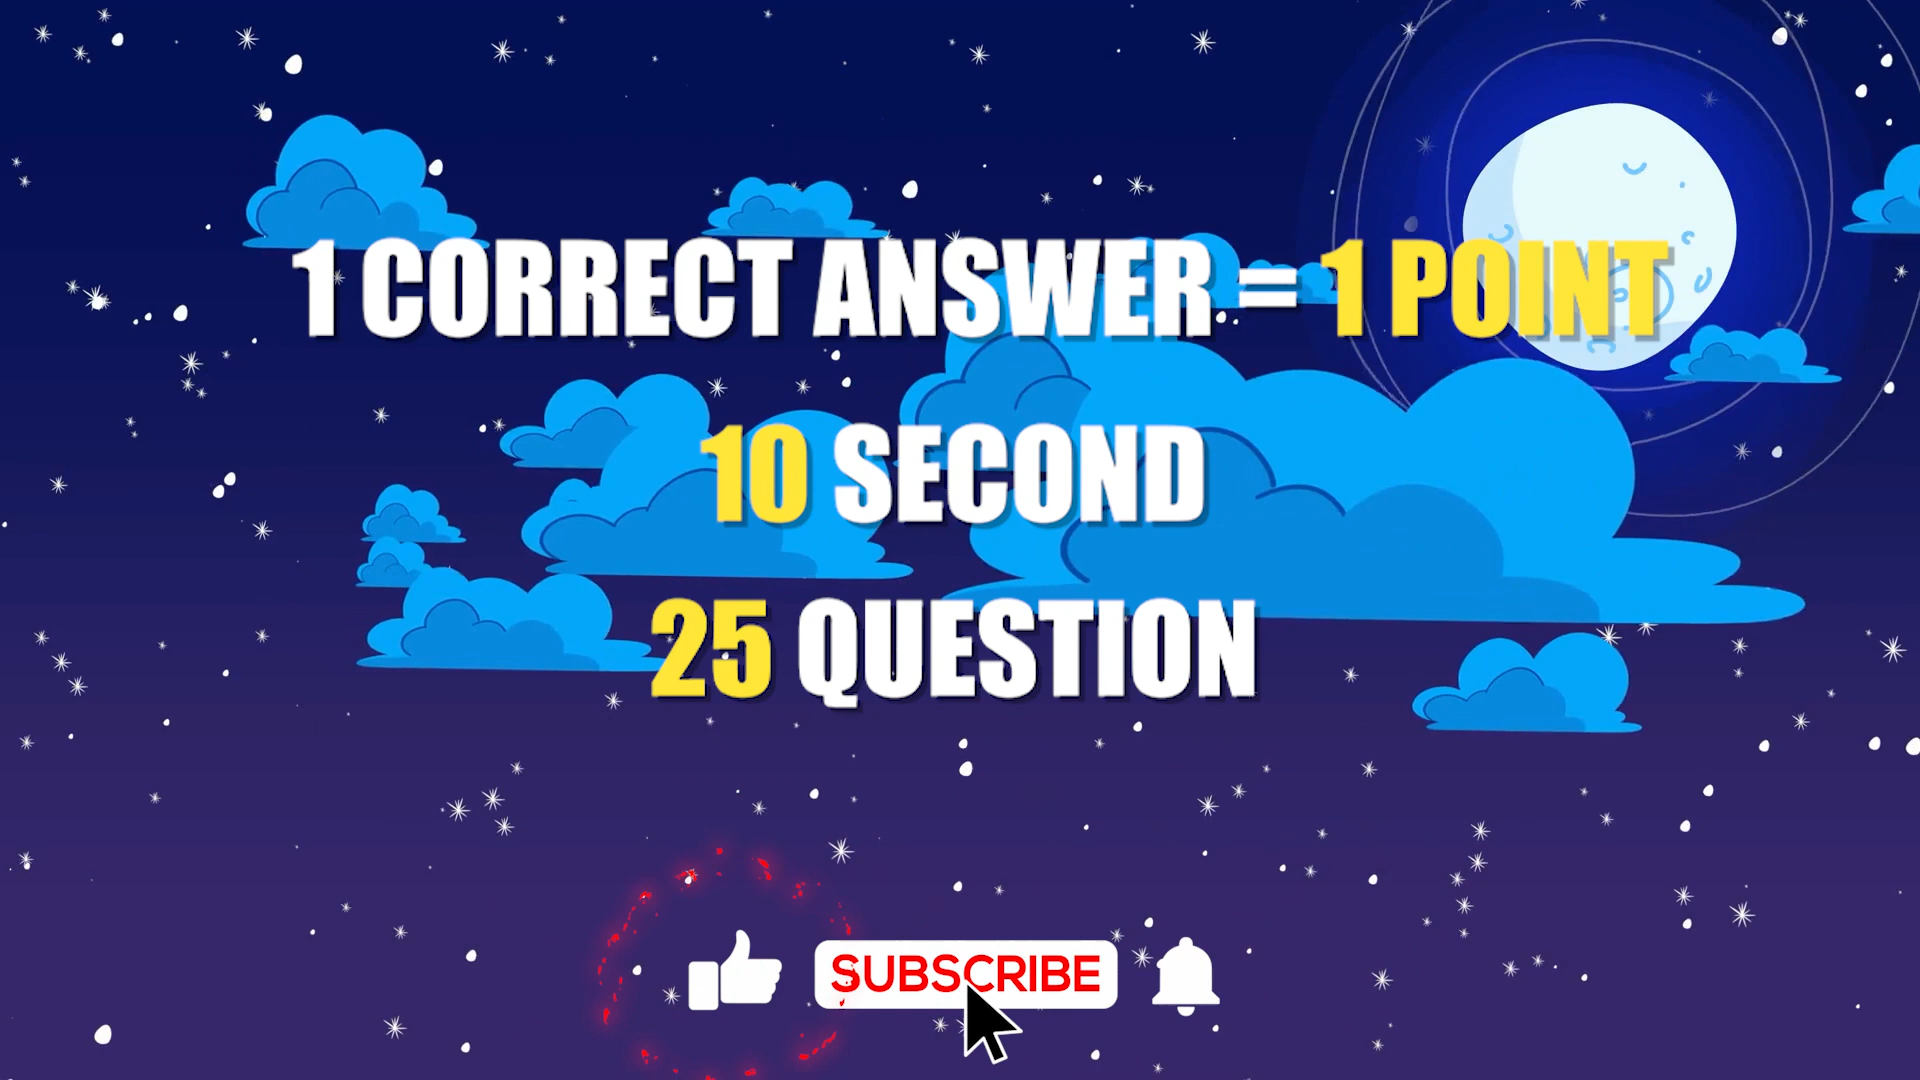 1 CORRECT ANSWER = 1 POINT
10 SECOND
25 QUESTION
SUBSCRIBE